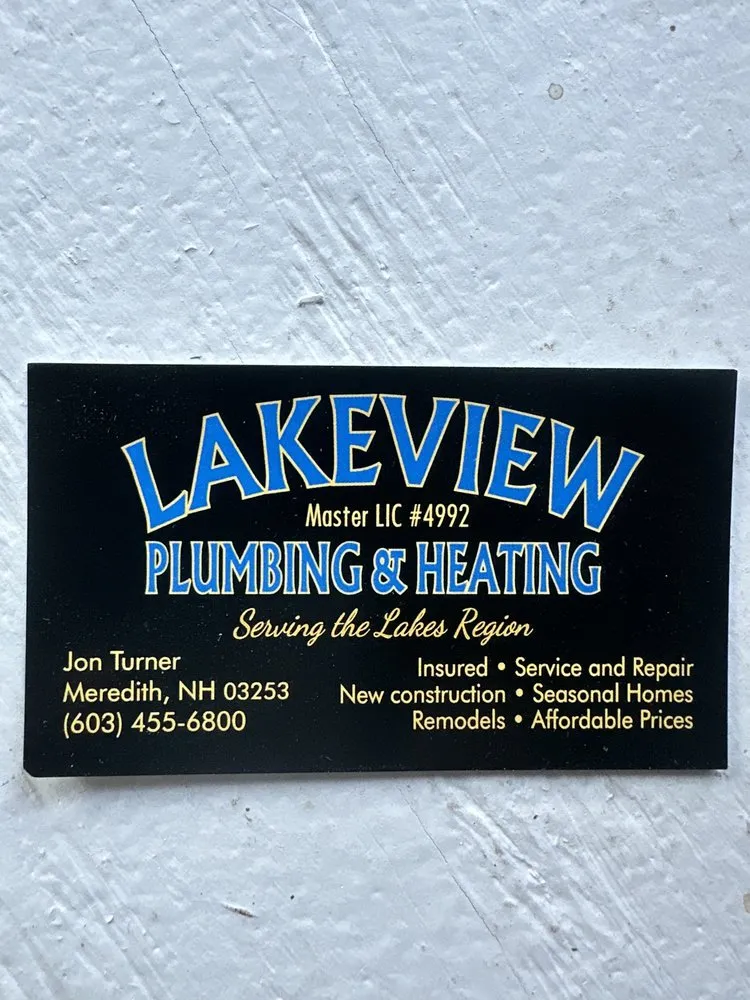 LAKEVIEW
Master LIC #4992
PLUMBING & HEATING
Serving the Lakes Region
Jon Turner
Meredith, NH 03253
(603) 455-6800
Insured • Service and Repair
New construction • Seasonal Homes
Remodels • Affordable Prices